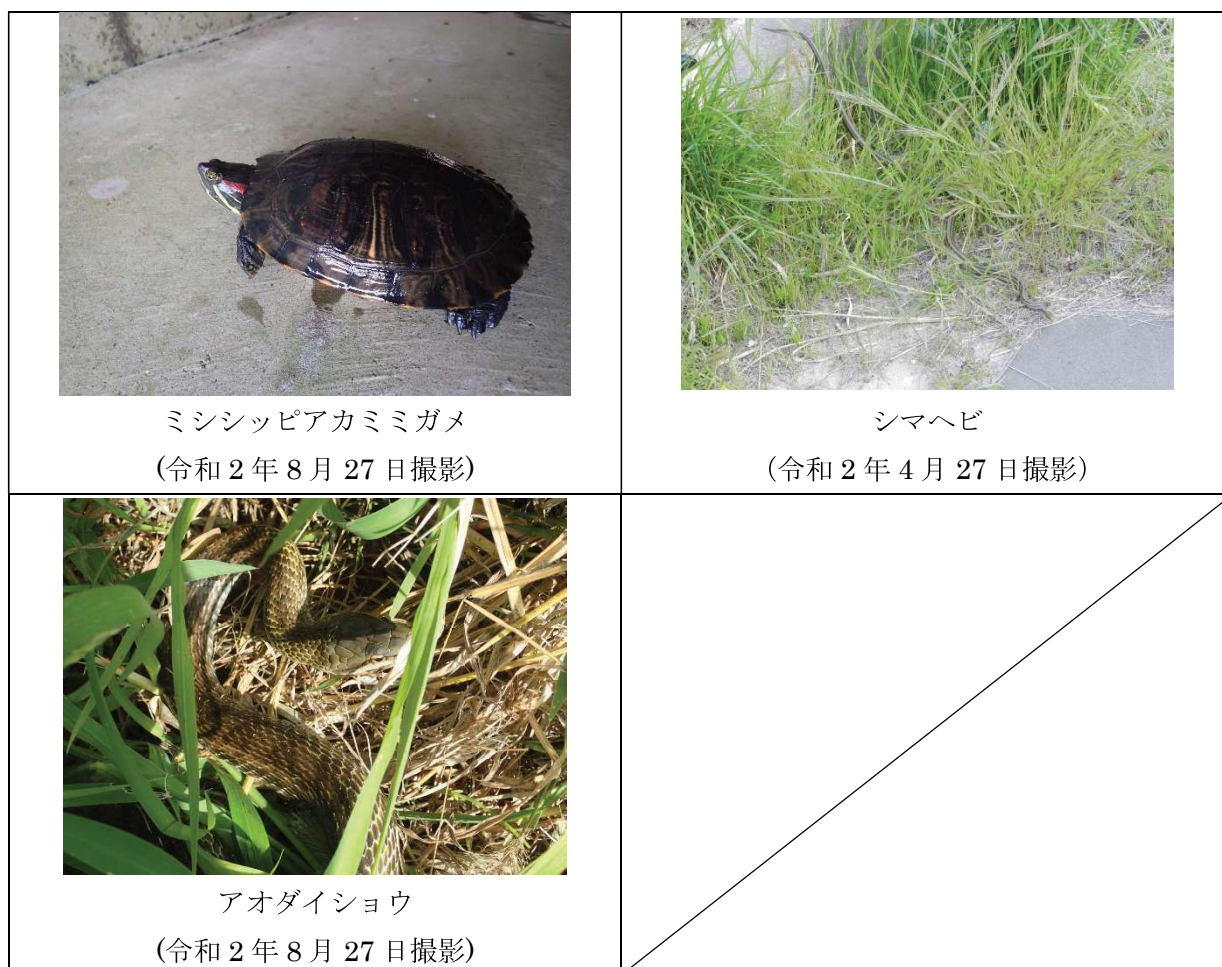 ミシシッピアカミミガメ
(令和 2 年 8 月 27 日撮影)
シマヘビ
（令和 2 年 4 月 27 日撮影）
アオダイショウ
(令和 2 年 8 月 27 日撮影)